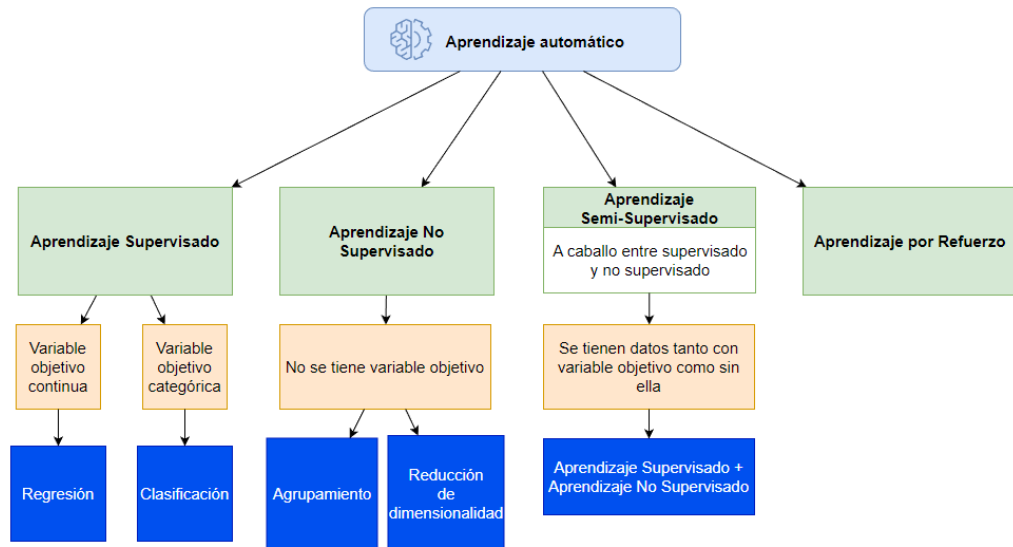 Aprendizaje automático
Aprendizaje Supervisado
Aprendizaje No
Supervisado
Aprendizaje
Semi-Supervisado
A caballo entre supervisado
y no supervisado
Aprendizaje por Refuerzo
Variable
objetivo
continua
Variable
objetivo
categórica
No se tiene variable objetivo
Se tienen datos tanto con
variable objetivo como sin
ella
Regresión
Clasificación
Agrupamiento
Reducción
de
dimensionalidad
Aprendizaje Supervisado +
Aprendizaje No Supervisado